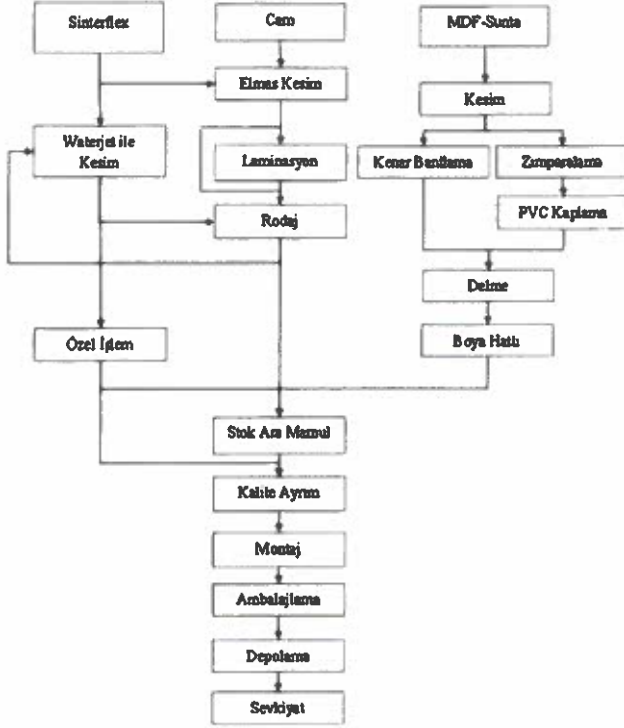 Sinterflex
Cam
MDF-Sunta
Elmas Kesim
Kesim
Waterjet ile
Kesim
Laminasyon
Kenar Bantlama
Zımparalama
Rodaj
PVC Kaplama
Delme
Özel İşlem
Boya Hattı
Stok Ara Mamul
Kalite Ayrım
Montaj
Ambalajlama
Depolama
Sevkiyat